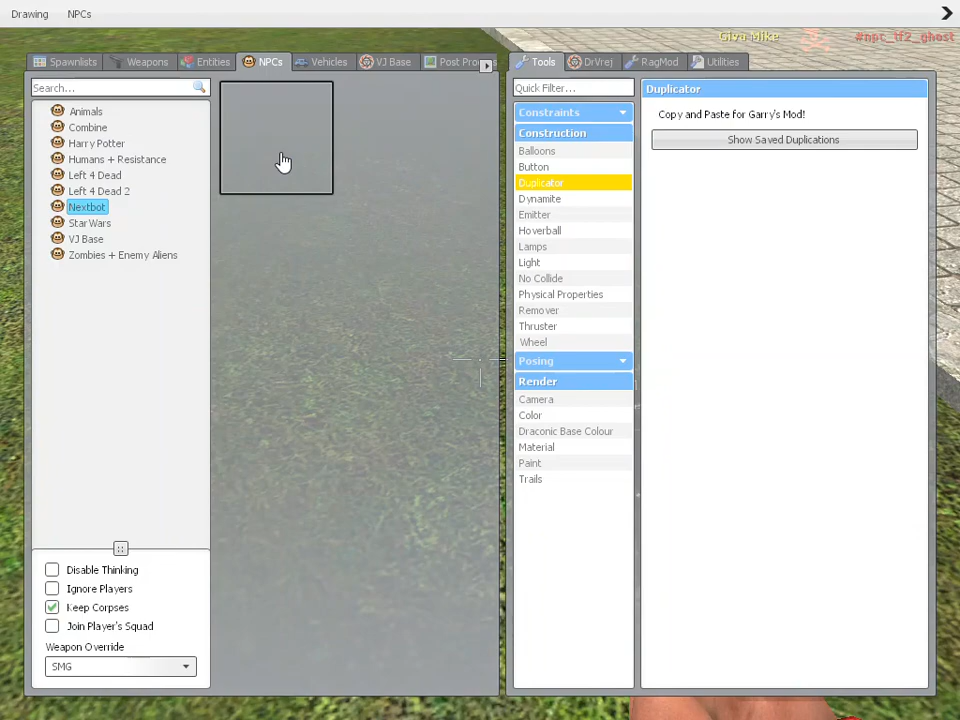 Drawing NPCs
Giva Mike #npc_tf2_ghost
Spawnlists Weapons Entities NPCs Vehicles VJ Base Post Pro
Tools DrVrej RagMod Utilities
Search...
Animals
Combine
Harry Potter
Humans + Resistance
Left 4 Dead
Left 4 Dead 2
Nextbot
Star Wars
VJ Base
Zombies + Enemy Aliens
Disable Thinking
Ignore Players
Keep Corpses
Join Player's Squad
Weapon Override
SMG
Quick Filter...
Constraints
Construction
Balloons
Button
Duplicator
Dynamite
Emitter
Hoverball
Lamps
Light
No Collide
Physical Properties
Remover
Thruster
Wheel
Posing
Render
Camera
Color
Draconic Base Colour
Material
Paint
Trails
Duplicator
Copy and Paste for Garry's Mod!
Show Saved Duplications